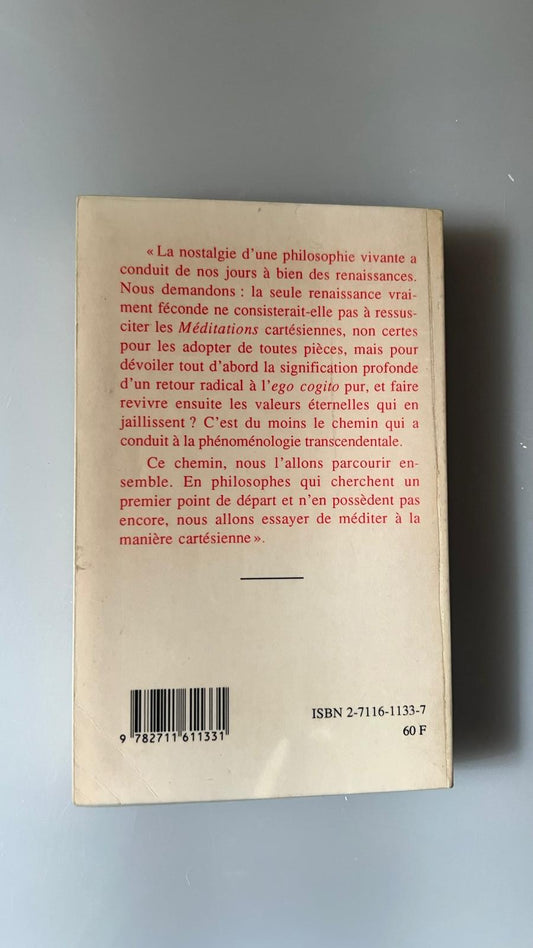 « La nostalgie d'une philosophie vivante a
conduit de nos jours à bien des renaissances.
Nous demandons : la seule renaissance vrai-
ment féconde ne consisterait-elle pas à ressus-
citer les Méditations cartésiennes, non certes
pour les adopter de toutes pièces, mais pour
dévoiler tout d'abord la signification profonde
d'un retour radical à l'ego cogito pur, et faire
revivre ensuite les valeurs éternelles qui en
jaillissent ? C'est du moins le chemin qui a
conduit à la phénoménologie transcendentale.
Ce chemin, nous l'allons parcourir en-
semble. En philosophes qui cherchent un
premier point de départ et n'en possèdent pas
encore, nous allons essayer de méditer à la
manière cartésienne ».
ISBN 2-7116-1133-7
60 F
9 782711 611331